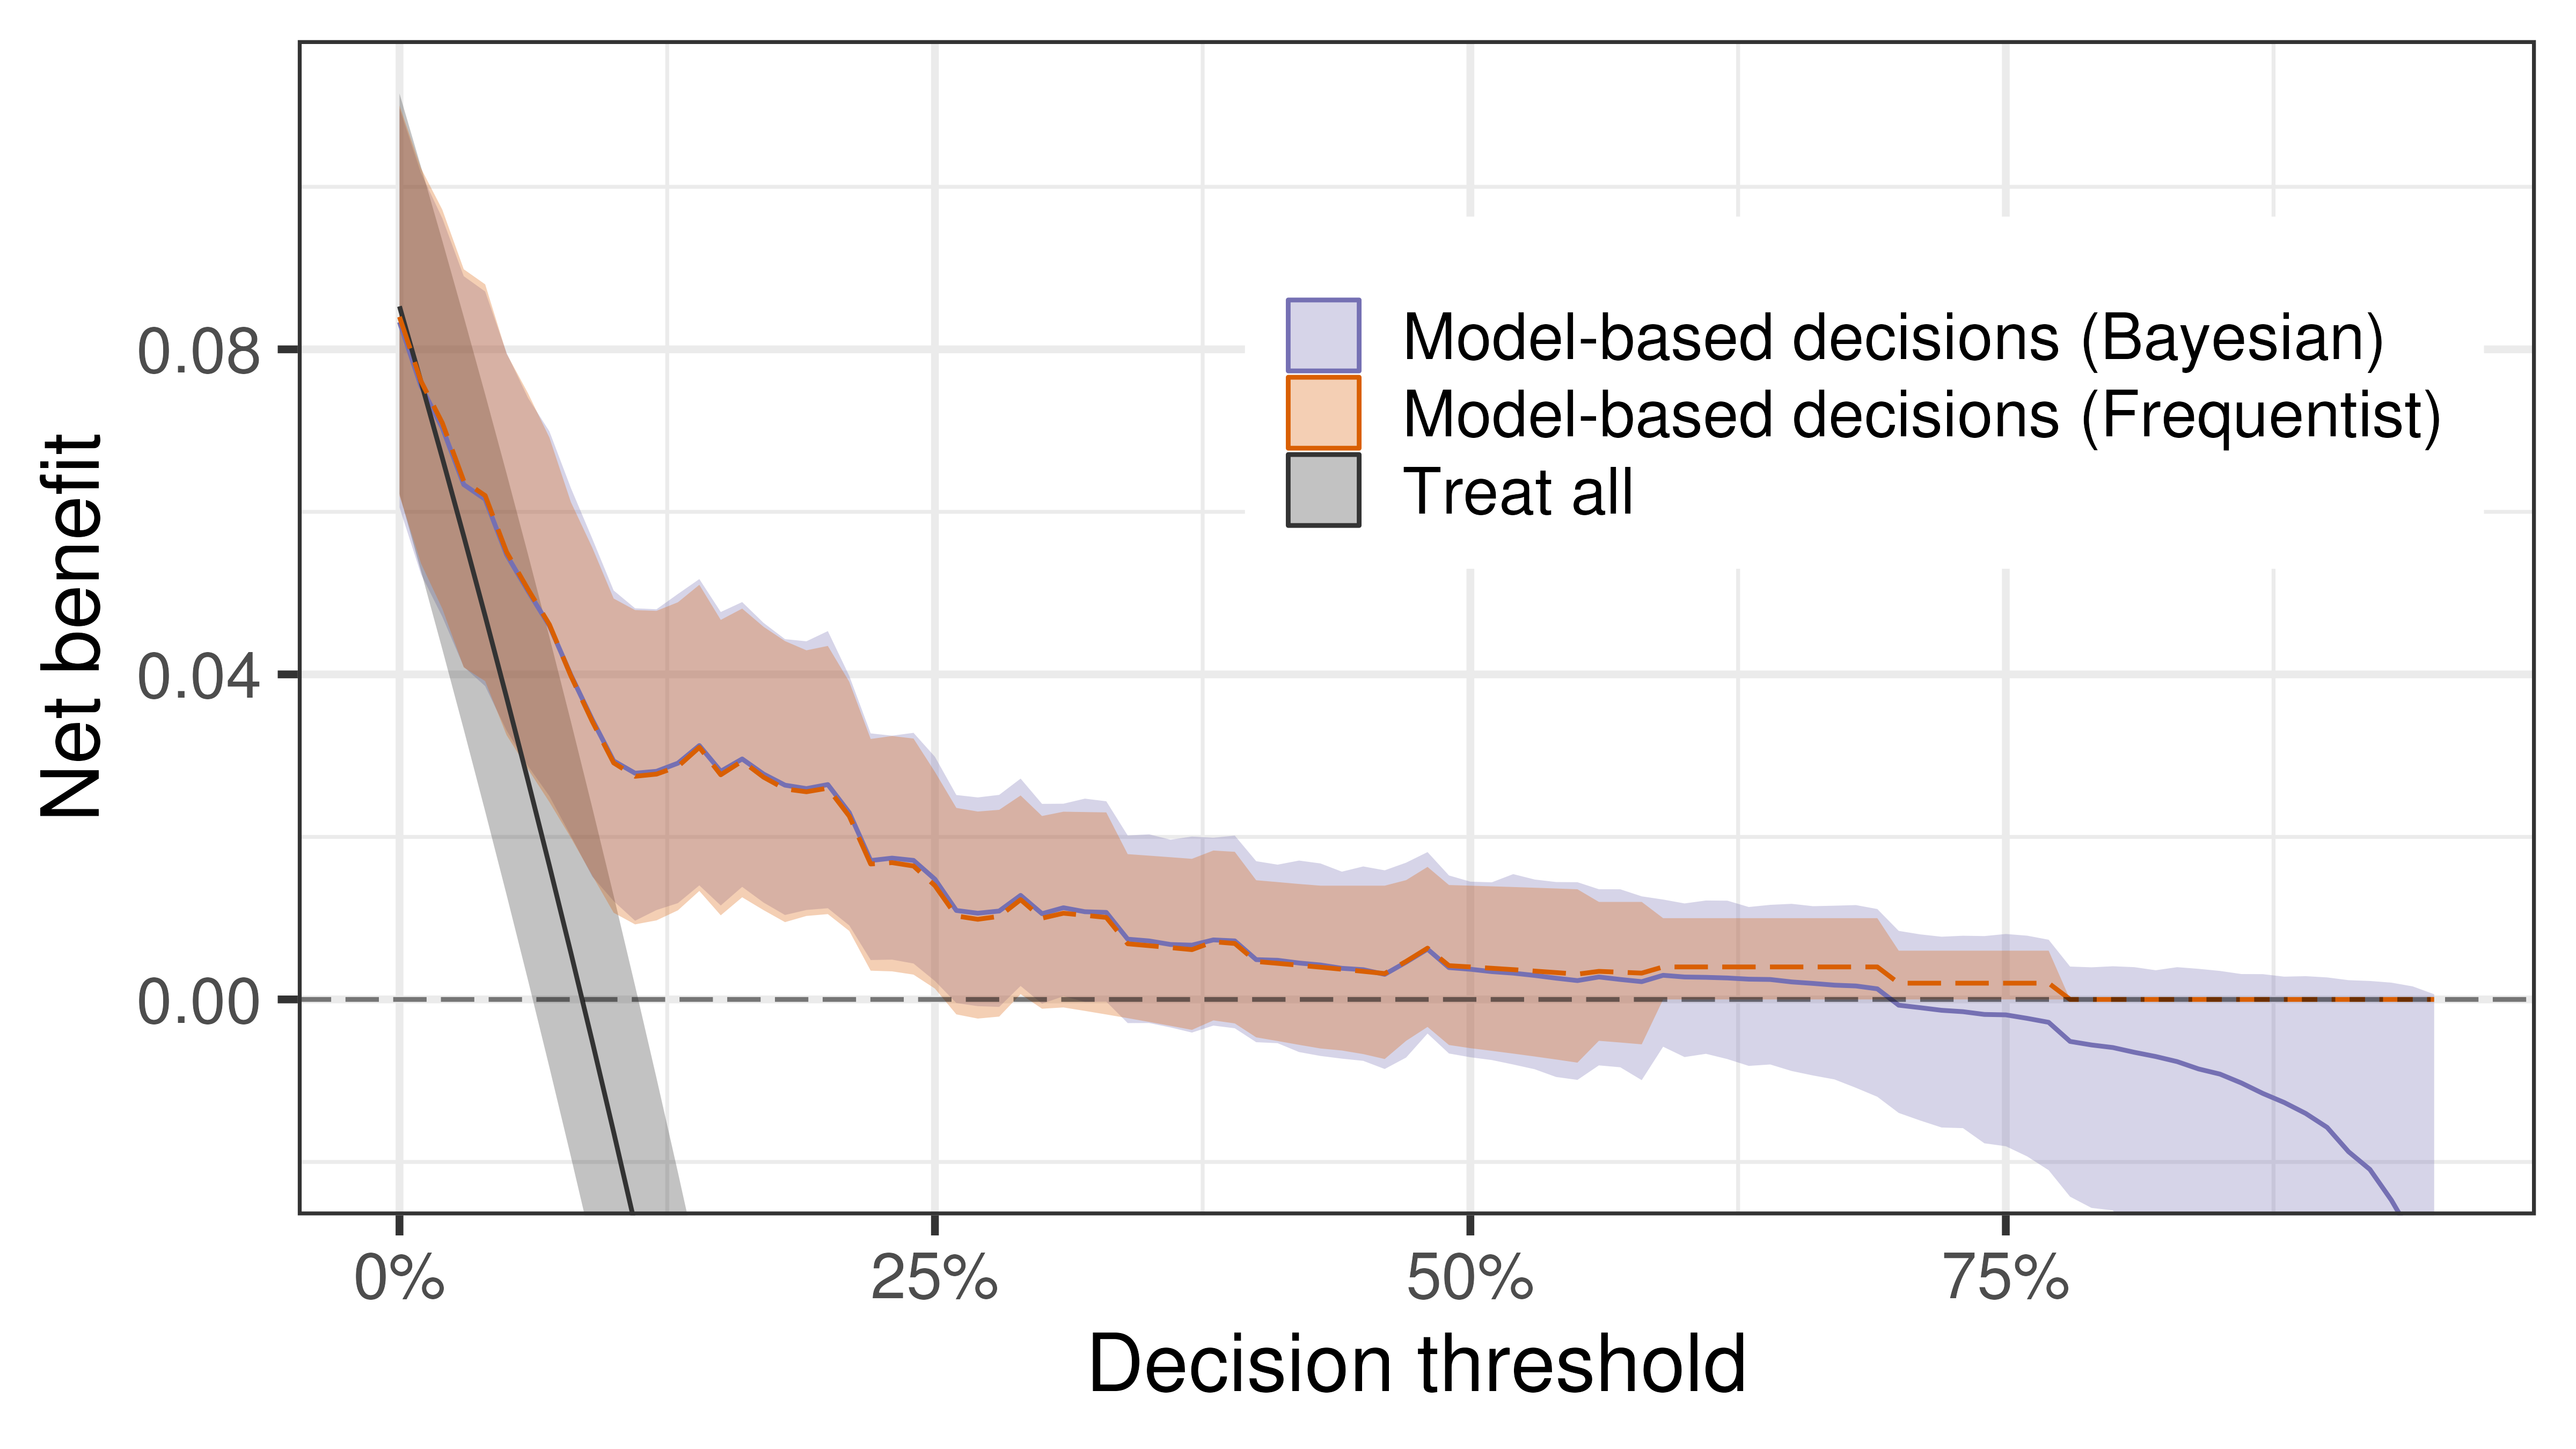 Net benefit
0.08
0.04
0.00
Model-based decisions (Bayesian)
Model-based decisions (Frequentist)
Treat all
0%
25%
50%
75%
Decision threshold